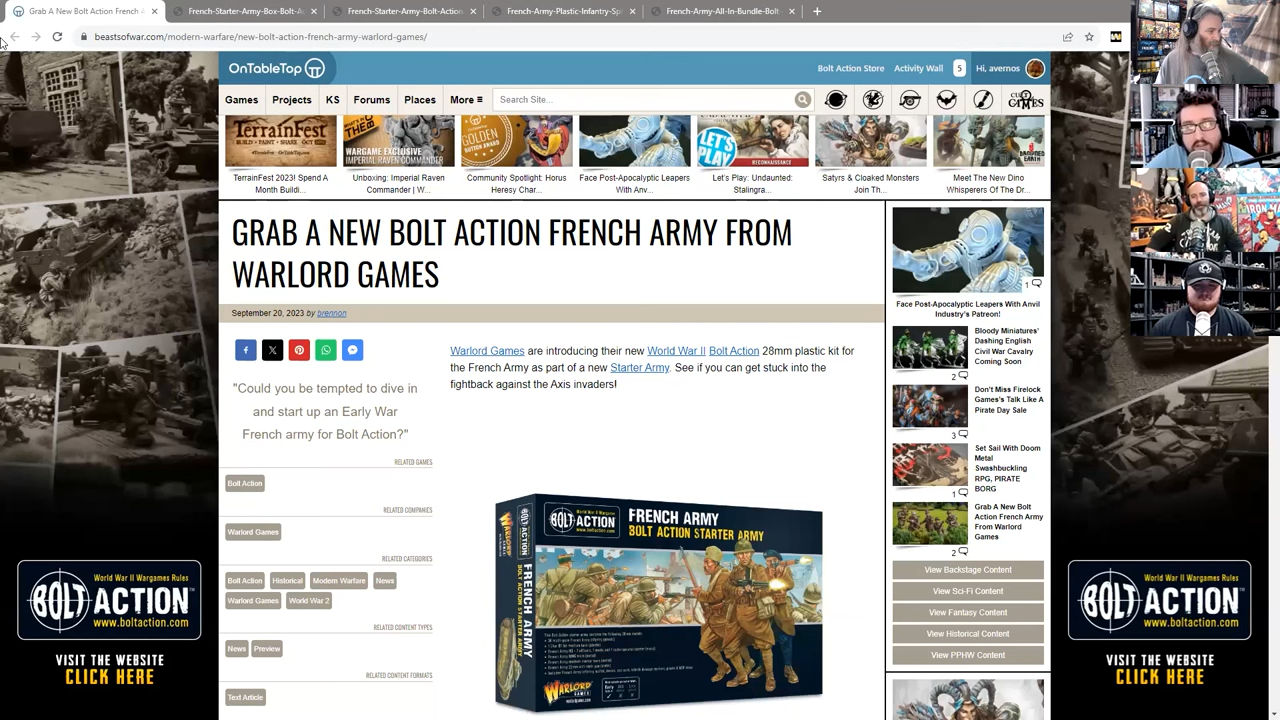 Grab A New Bolt Action French A
French-Starter-Army-Box-Bolt-A
French-Starter-Army-Bolt-Action
French-Army-Plastic-Infantry-Sp
French-Army-All-In-Bundle-Bolt-
beastsofwar.com/modern-warfare/new-bolt-action-french-army-warlord-games/
OnTableTop
Bolt Action Store
Activity Wall
5
Hi, avernos
Games
Projects
K$
Forums
Places
More ≡
Search Site...
TerrainFest 2023! Spend A
Month Buildi...
Unboxing: Imperial Raven
Commander | W...
Community Spotlight: Horus
Heresy Char...
Face Post-Apocalyptic Leapers
With Anv...
Let's Play: Undaunted:
Stalingra...
Satyrs & Cloaked Monsters
Join Th...
Meet The New Dino
Whisperers Of The Dr...
GRAB A NEW BOLT ACTION FRENCH ARMY FROM
WARLORD GAMES
September 20, 2023 by brennon
"Could you be tempted to dive in
and start up an Early War
French army for Bolt Action?"
RELATED GAMES
Bolt Action
RELATED COMPANIES
Warlord Games
RELATED CATEGORIES
Bolt Action
Historical
Modern Warfare
News
Warlord Games
World War 2
RELATED CONTENT TYPES
News
Preview
RELATED CONTENT FORMATS
Text Article
Warlord Games are introducing their new World War II Bolt Action 28mm plastic kit for
the French Army as part of a new Starter Army. See if you can get stuck into the
fightback against the Axis invaders!
BOLT ACTION
FRENCH ARMY
BOLT ACTION STARTER ARMY
FRENCH ARMY
WARLORD
GAMES
1
Face Post-Apocalyptic Leapers With Anvil
Industry's Patreon!
Bloody Miniatures'
Dashing English
Civil War Cavalry
Coming Soon
2
Don't Miss Firelock
Games's Talk Like A
Pirate Day Sale
3
Set Sail With Doom
Metal
Swashbuckling
RPG, PIRATE
BORG
1
Grab A New Bolt
Action French Army
From Warlord
Games
2
View Backstage Content
View Sci-Fi Content
View Fantasy Content
View Historical Content
View PPHW Content
World War II Wargames Rules
BOLT ACTION
www.boltaction.com
VISIT THE WEBSITE
CLICK HERE
World War II Wargames Rules
BOLT ACTION
www.boltaction.com
VISIT THE WEBSITE
CLICK HERE